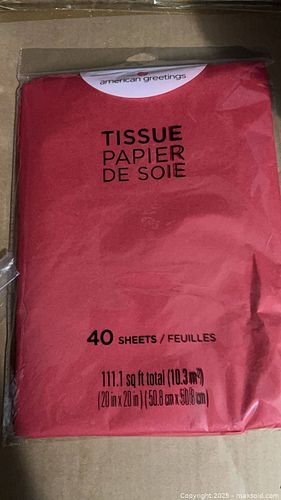 american greetings
TISSUE
PAPIER
DE SOIE
40 SHEETS / FEUILLES
111.1 sq ft total (10.3 m²)
(20 in x 20 in) (50.8 cm x 50.8 cm)
Copyright 2025 - maxsold.com